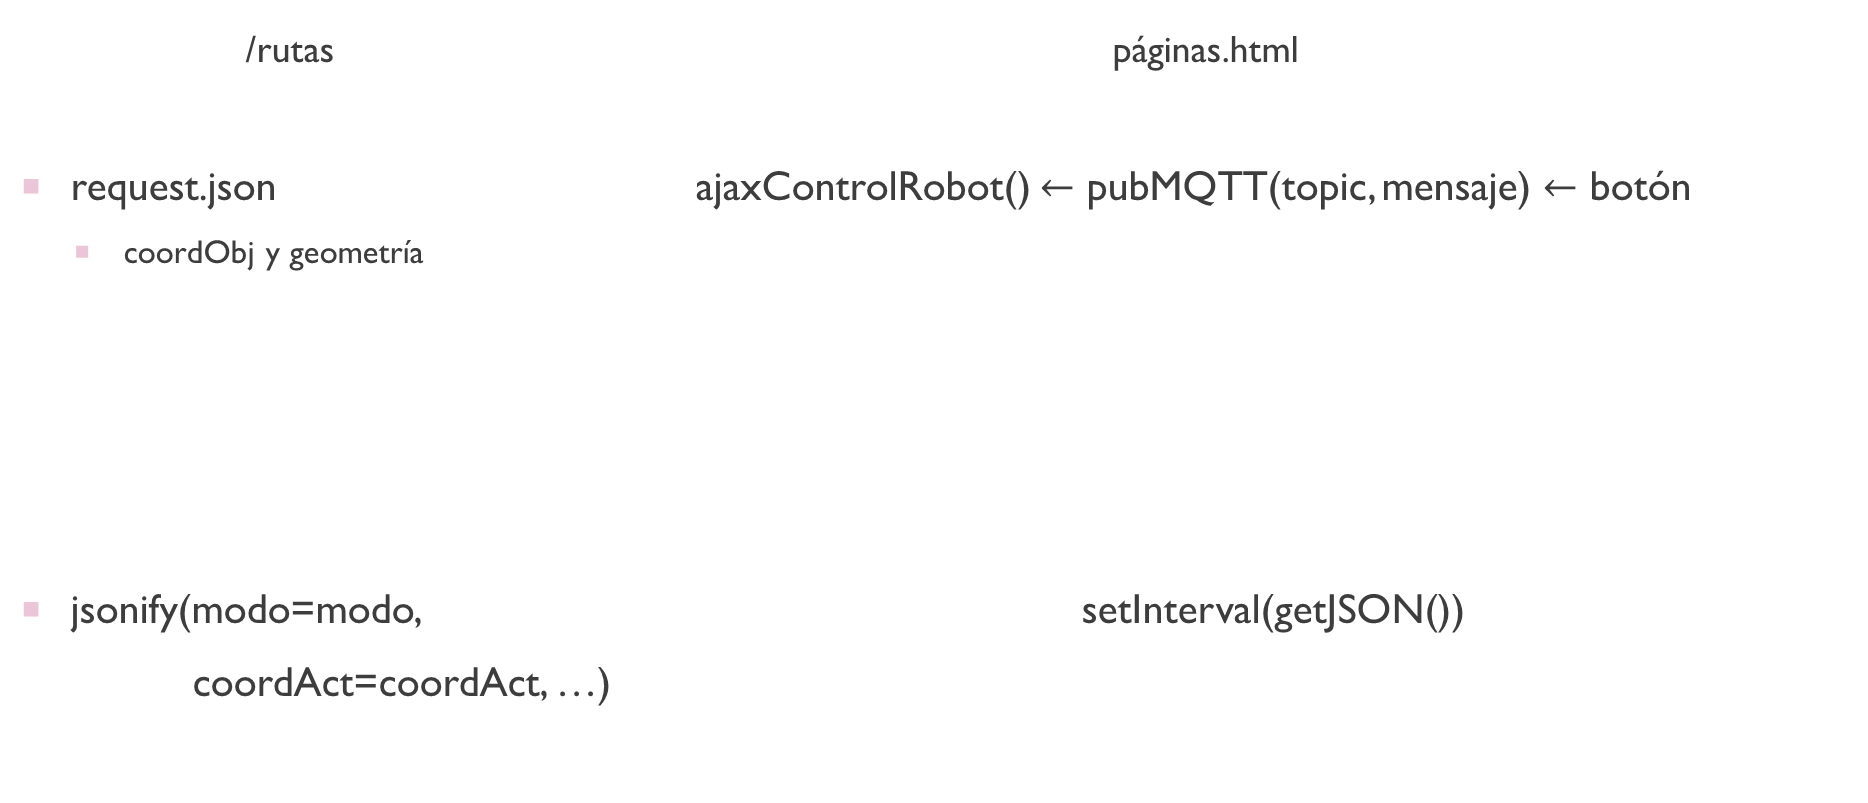 /rutas
páginas.html
request.json
ajaxControlRobot() ← pubMQTT(topic, mensaje) ← botón
coordObj y geometría
jsonify(modo=modo,
setInterval(getJSON())
coordAct=coordAct, …)